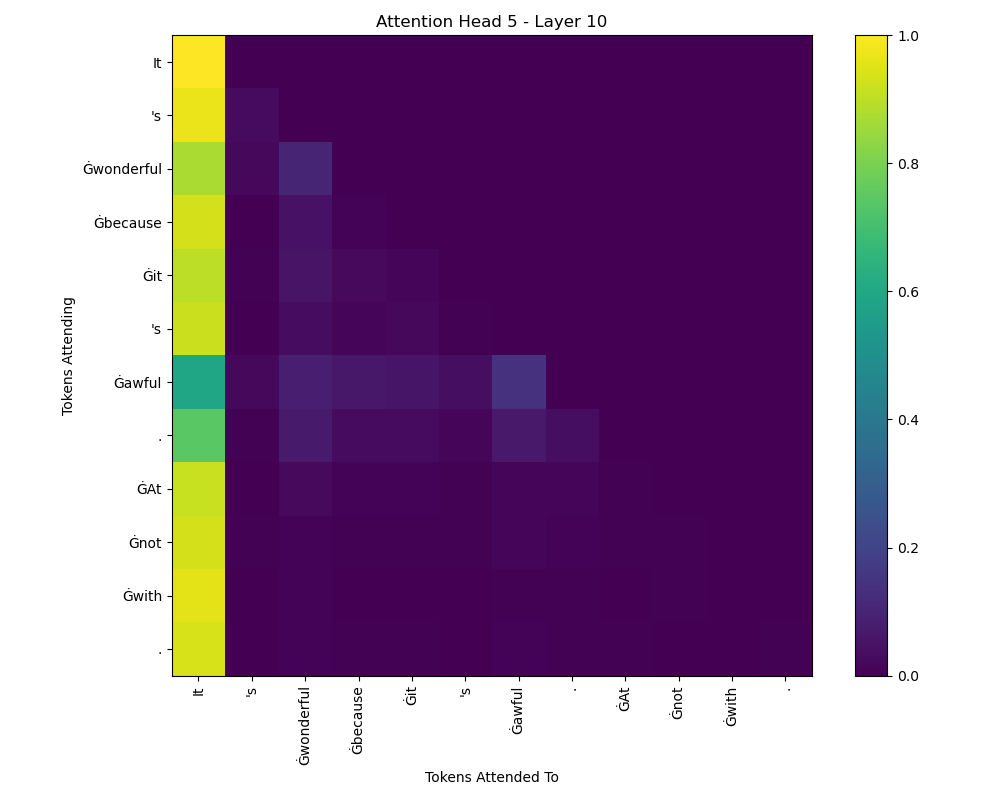 Attention Head 5 - Layer 10
Tokens Attending
It
's
Ġwonderful
Ġbecause
Ġit
's
Ġawful
.
ĠAt
Ġnot
Ġwith
.
It
's
Ġwonderful
Ġbecause
Ġit
's
Ġawful
.
ĠAt
Ġnot
Ġwith
.
Tokens Attended To
1.0
0.8
0.6
0.4
0.2
0.0